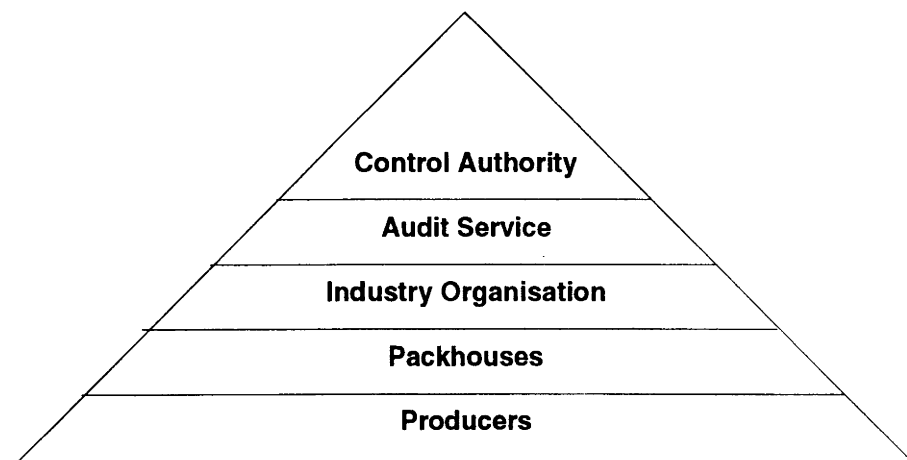 Control Authority
Audit Service
Industry Organisation
Packhouses
Producers